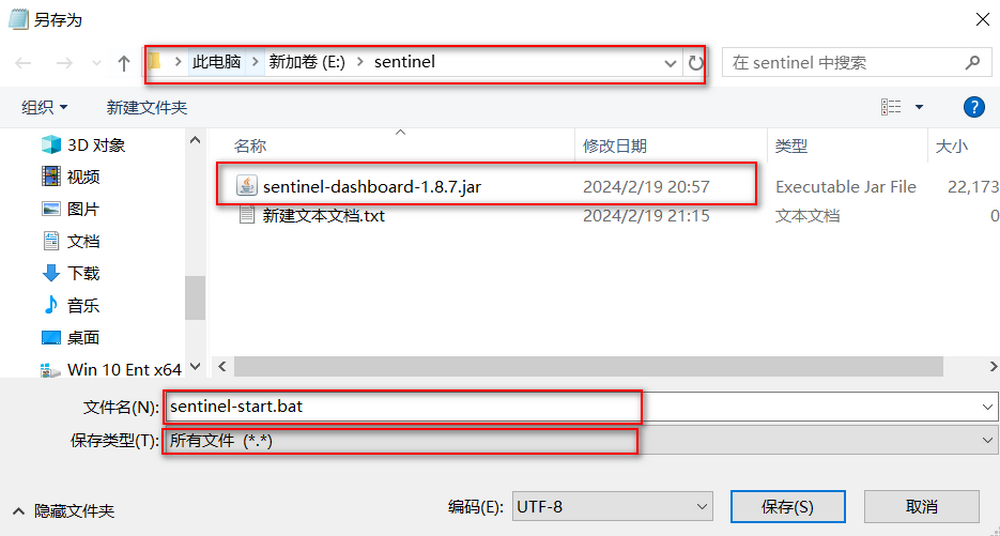 另存为
此电脑 新加卷 (E:) sentinel
在 sentinel 中搜索
组织 新建文件夹
名称 修改日期 类型 大小
3D 对象
视频
图片
文档
下载
音乐
桌面
Win 10 Ent x64
sentinel-dashboard-1.8.7.jar 2024/2/19 20:57 Executable Jar File 22,173
新建文本文档.txt 2024/2/19 21:15 文本文档 0
文件名(N): sentinel-start.bat
保存类型(T): 所有文件 (*.*)
隐藏文件夹 编码(E): UTF-8 保存(S) 取消